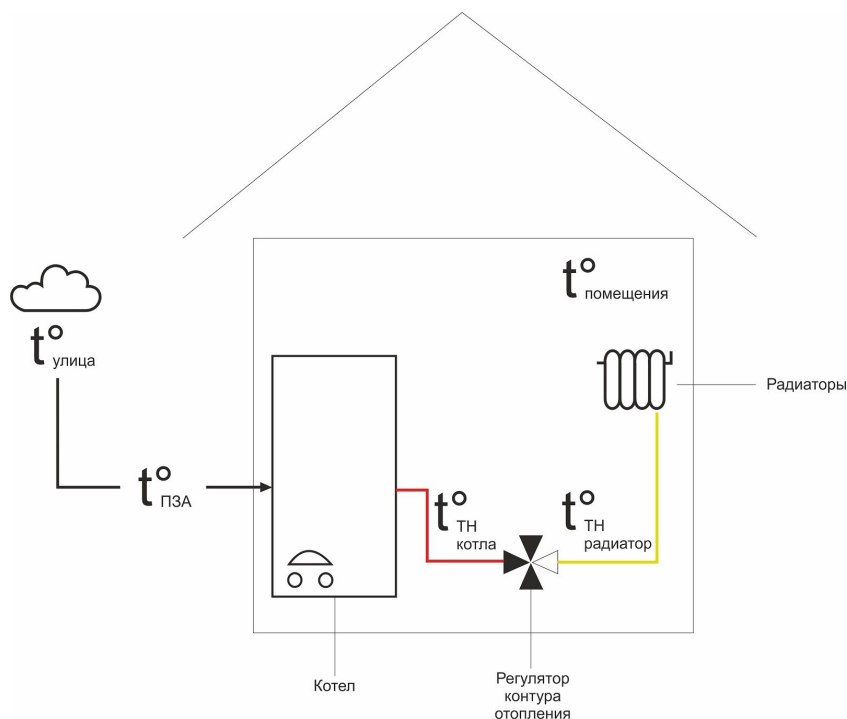 t° помещения
t° улица
Радиаторы
t° ПЗА
t° ТН
котла
t° ТН
радиатор
Котел
Регулятор
контура
отопления